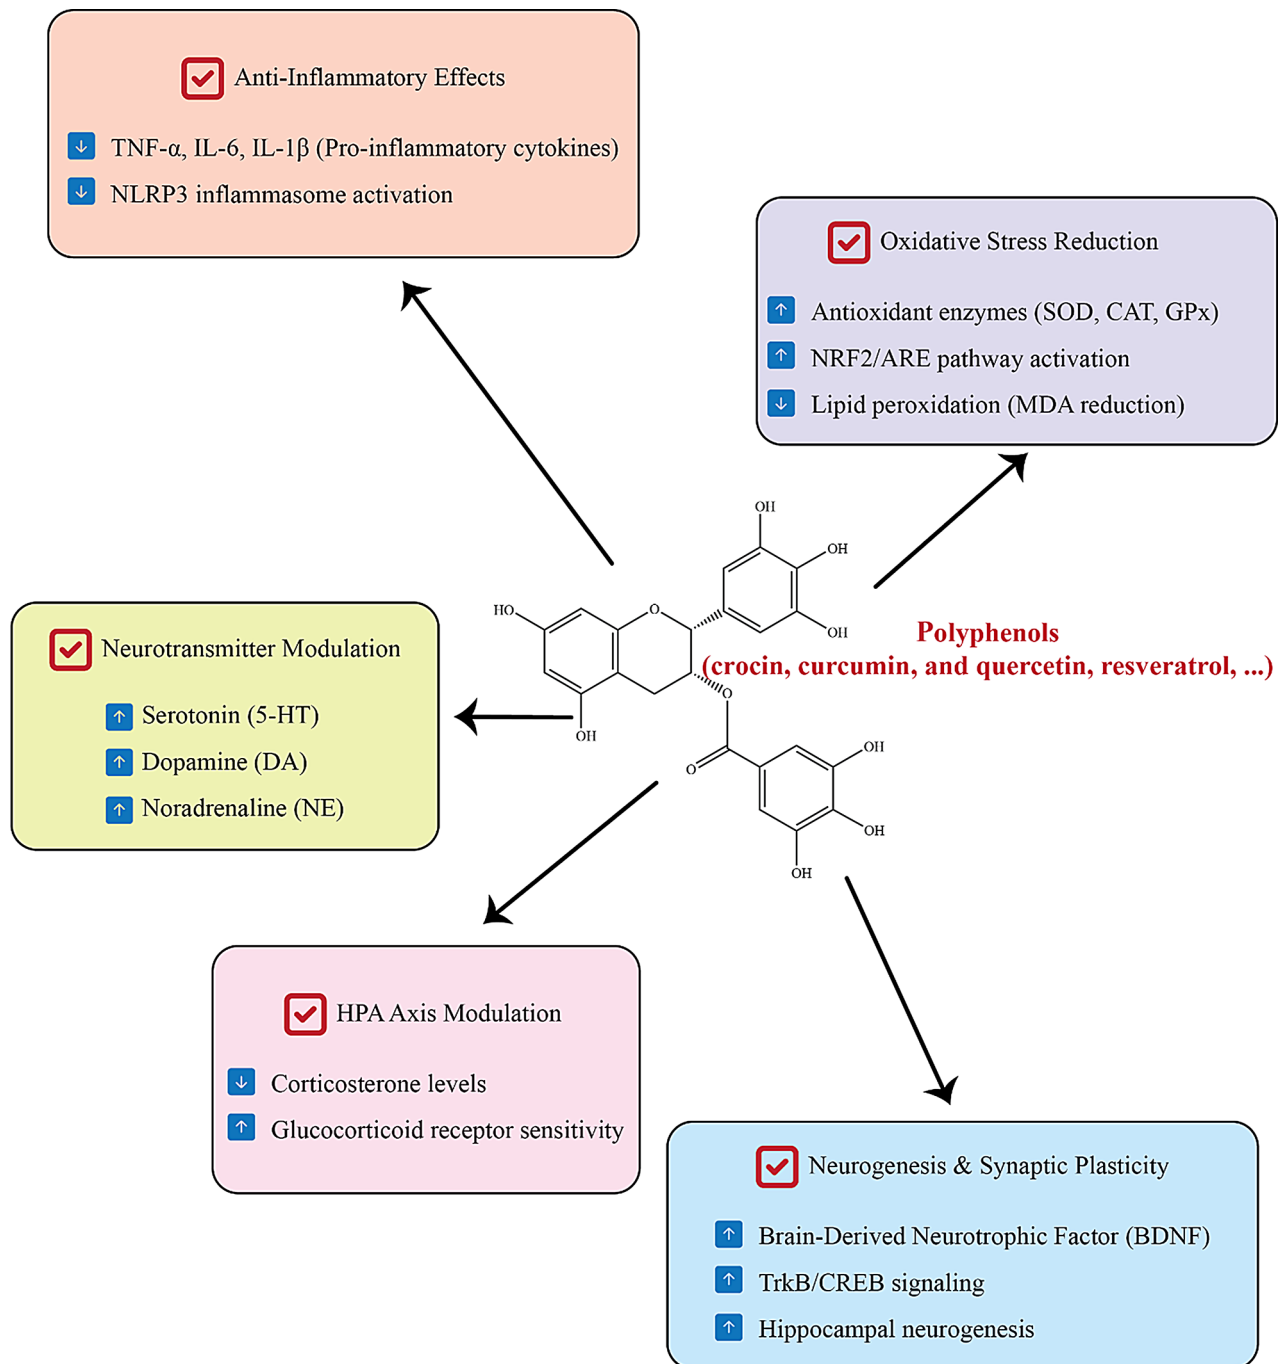 Anti-Inflammatory Effects
TNF-α, IL-6, IL-1β (Pro-inflammatory cytokines)
NLRP3 inflammasome activation
Oxidative Stress Reduction
Antioxidant enzymes (SOD, CAT, GPx)
NRF2/ARE pathway activation
Lipid peroxidation (MDA reduction)
OH
OH
HO
O
OH
Polyphenols
(crocin, curcumin, and quercetin, resveratrol, ...)
O
OH
O
OH
OH
OH
Neurotransmitter Modulation
Serotonin (5-HT)
Dopamine (DA)
Noradrenaline (NE)
HPA Axis Modulation
Corticosterone levels
Glucocorticoid receptor sensitivity
Neurogenesis & Synaptic Plasticity
Brain-Derived Neurotrophic Factor (BDNF)
TrkB/CREB signaling
Hippocampal neurogenesis